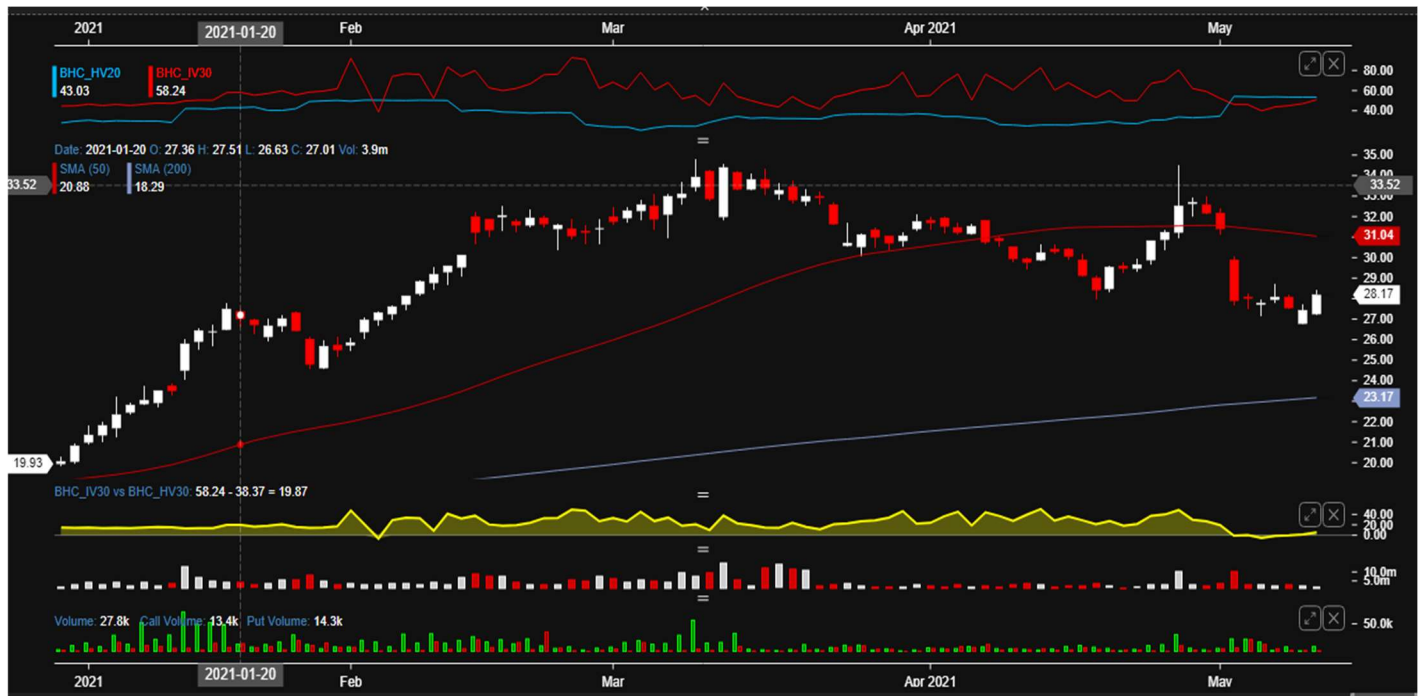 2021 2021-01-20 Feb Mar Apr 2021 May
BHC_HV20 BHC_IV30
43.03 58.24
80.00
60.00
40.00
Date: 2021-01-20 O: 27.36 H: 27.51 L: 26.63 C: 27.01 Vol: 3.9m
SMA (50) SMA (200)
20.88 18.29
35.00
34.00
33.52 33.52
33.00
32.00
31.04
30.00
29.00
28.17
27.00
26.00
25.00
24.00
23.17
22.00
21.00
19.93 20.00
BHC_IV30 vs BHC_HV30: 58.24 - 38.37 = 19.87
40.00
20.00
0.00
10.0m
5.0m
Volume: 27.8k Call Volume: 13.4k Put Volume: 14.3k
50.0k
2021 2021-01-20 Feb Mar Apr 2021 May